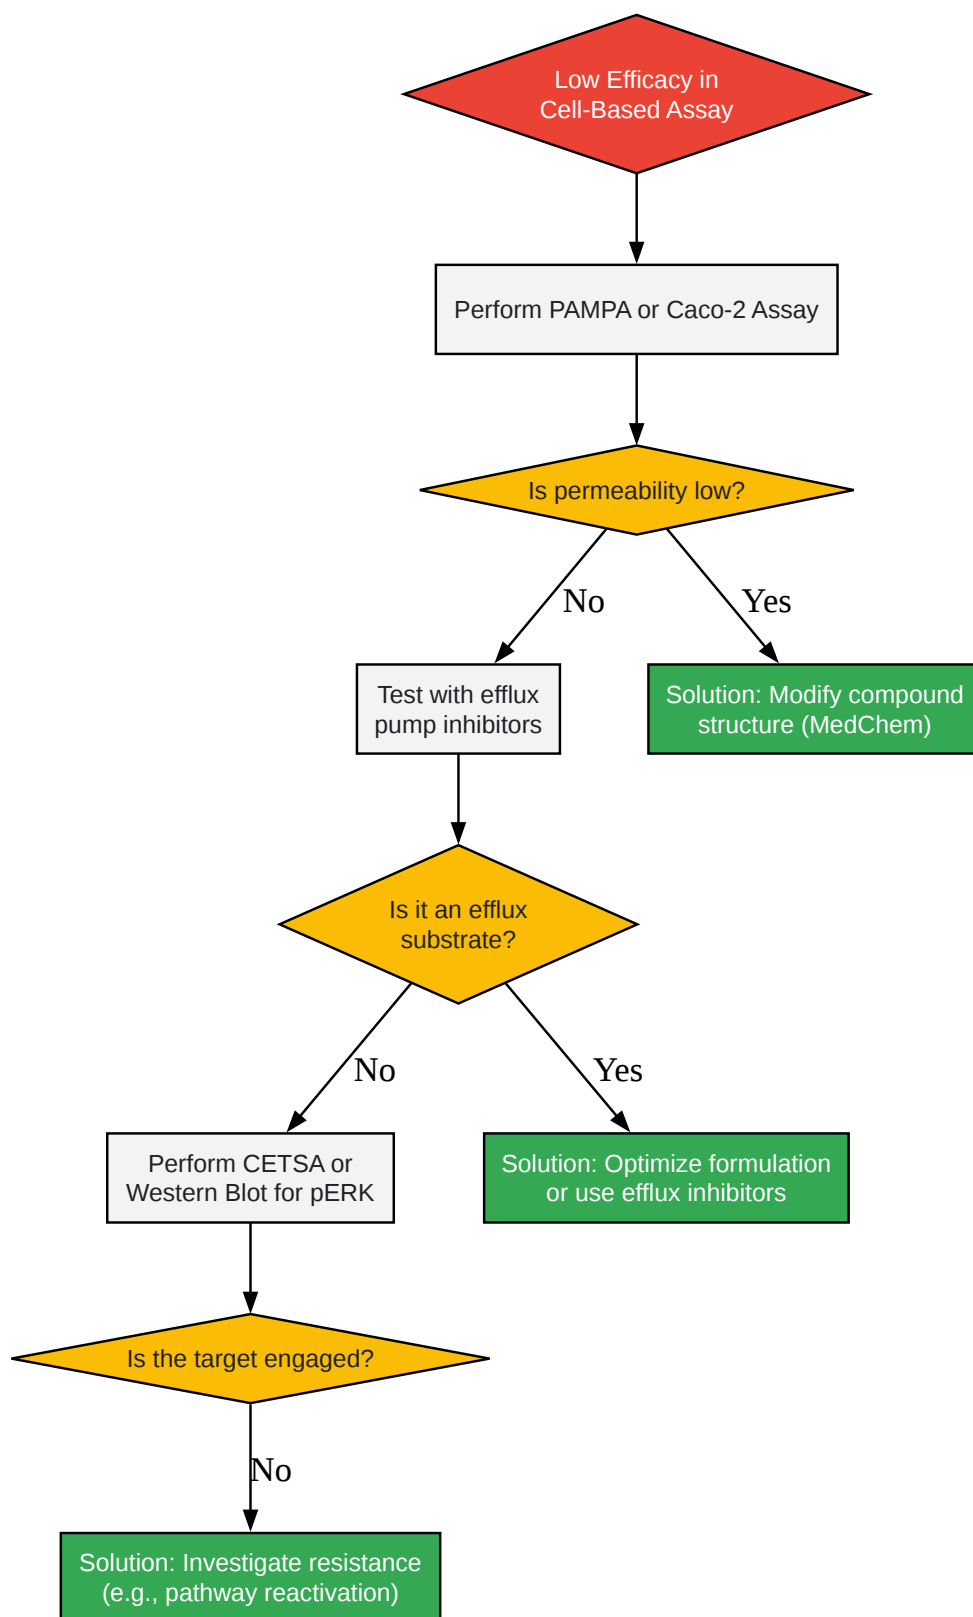 Low Efficacy in
Cell-Based Assay
Perform PAMPA or Caco-2 Assay
Is permeability low?
No
Yes
Test with efflux
pump inhibitors
Solution: Modify compound
structure (MedChem)
Is it an efflux
substrate?
No
Yes
Perform CETSA or
Western Blot for pERK
Solution: Optimize formulation
or use efflux inhibitors
Is the target engaged?
No
Solution: Investigate resistance
(e.g., pathway reactivation)